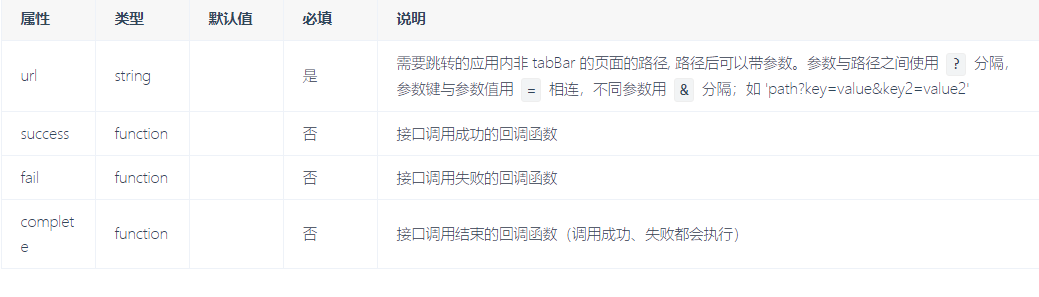 属性 类型 默认值 必填 说明
url string 是 需要跳转的应用内非 tabBar 的页面的路径, 路径后可以带参数。参数与路径之间使用 ? 分隔，
参数键与参数值用 = 相连，不同参数用 & 分隔；如 'path?key=value&key2=value2'
success function 否 接口调用成功的回调函数
fail function 否 接口调用失败的回调函数
complet
e function 否 接口调用结束的回调函数（调用成功、失败都会执行）